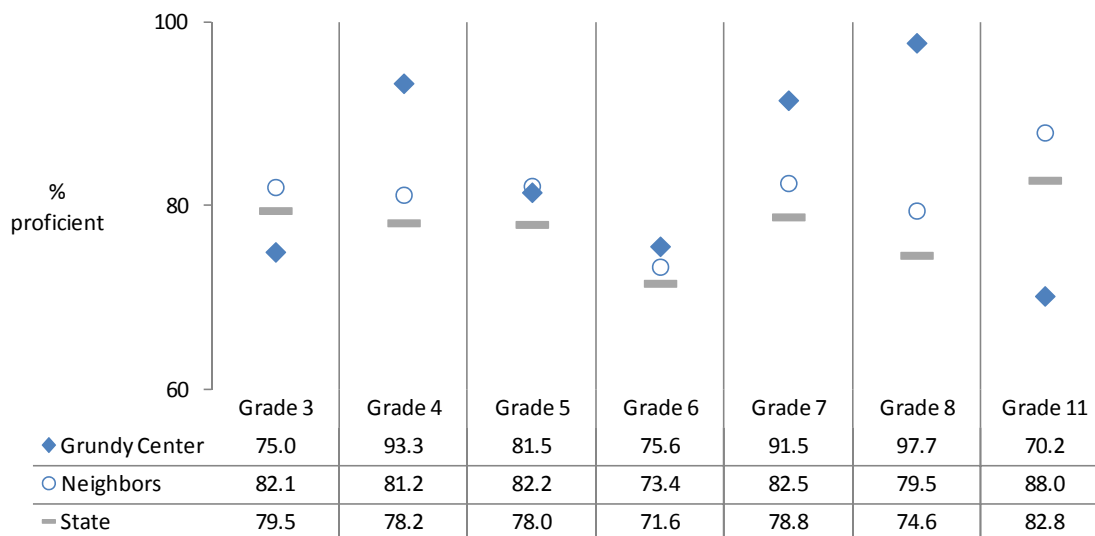 100
80
60
%
proficient
Grade 3 Grade 4 Grade 5 Grade 6 Grade 7 Grade 8 Grade 11
Grundy Center 75.0 93.3 81.5 75.6 91.5 97.7 70.2
Neighbors 82.1 81.2 82.2 73.4 82.5 79.5 88.0
State 79.5 78.2 78.0 71.6 78.8 74.6 82.8